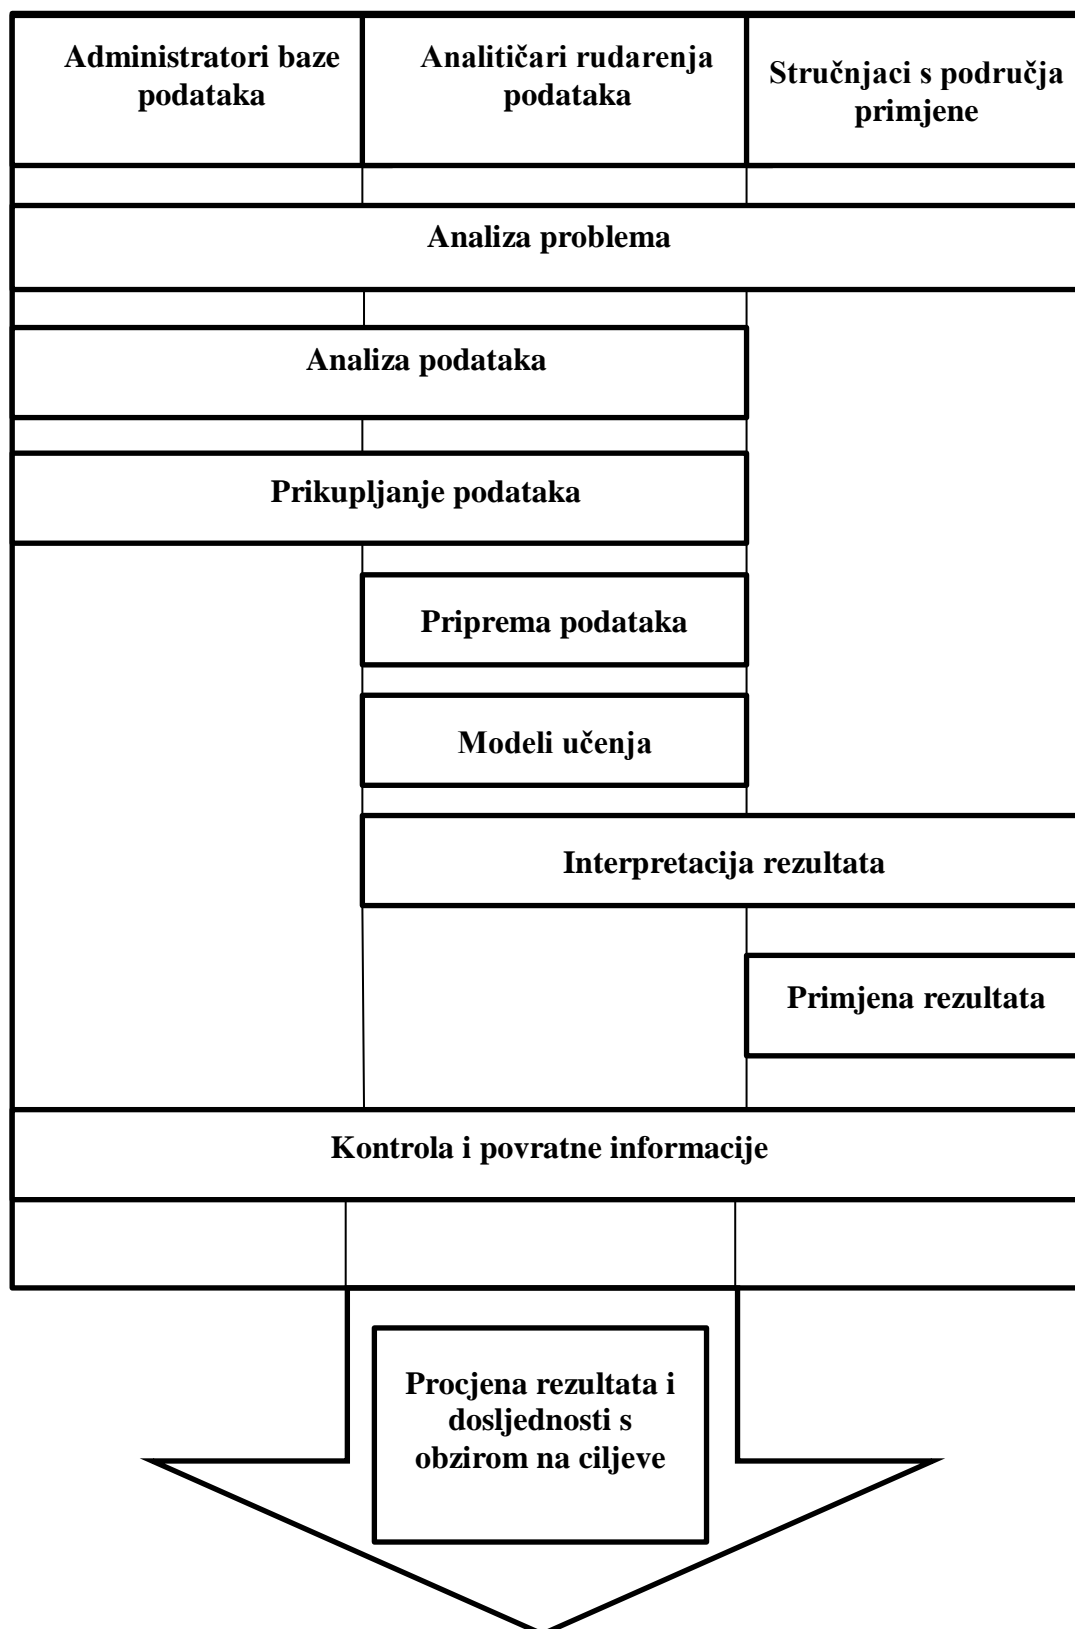 Administratori baze
podataka
Analitičari rudarenja
podataka
Stručnjaci s područja
primjene
Analiza problema
Analiza podataka
Prikupljanje podataka
Priprema podataka
Modeli učenja
Interpretacija rezultata
Primjena rezultata
Kontrola i povratne informacije
Procjena rezultata i
dosljednosti s
obzirom na ciljeve